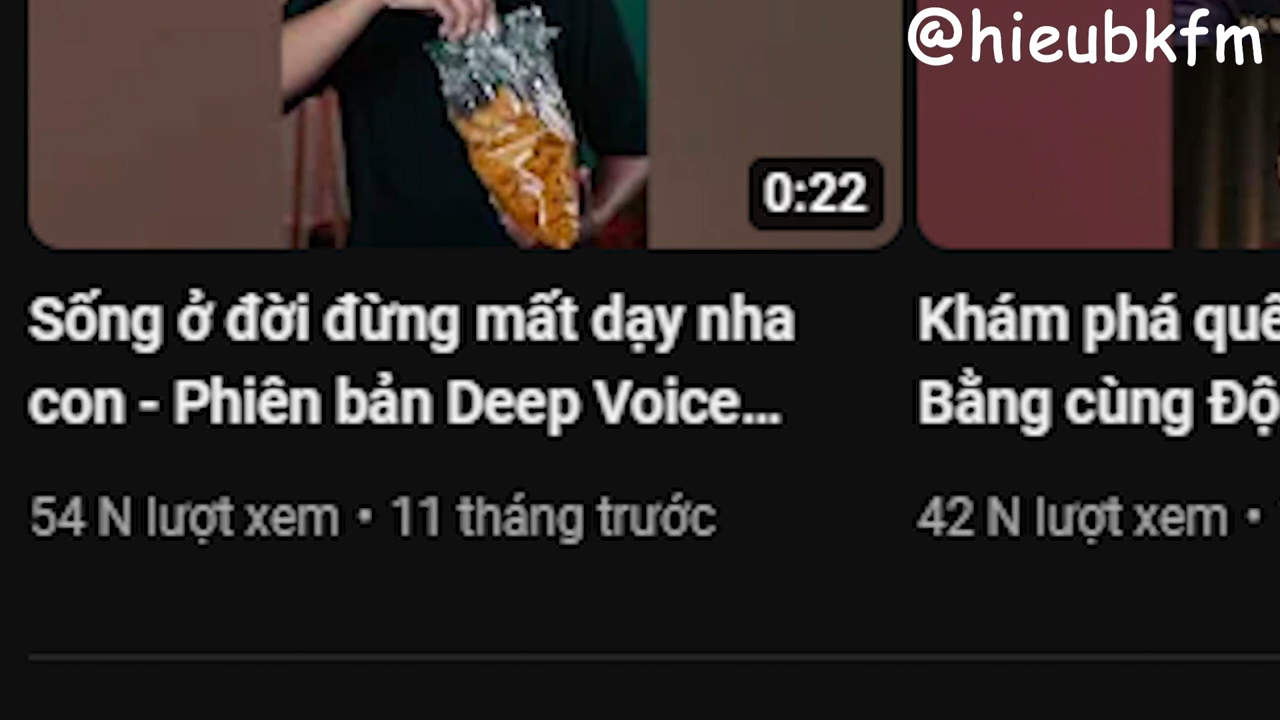 @hieubkfm
0:22
Sống ở đời đừng mất dạy nha
con - Phiên bản Deep Voice...
54 N lượt xem • 11 tháng trước
Khám phá quê
Bằng cùng Độ
42 N lượt xem •